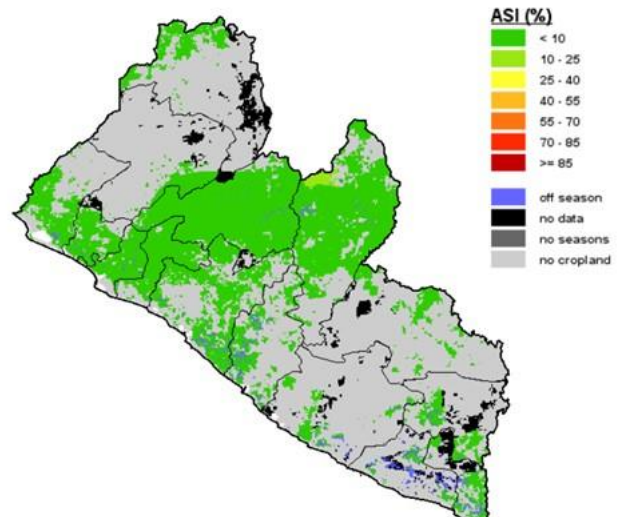 ASI (%)
< 10
10 - 25
25 - 40
40 - 55
55 - 70
70 - 85
>= 85
off season
no data
no seasons
no cropland